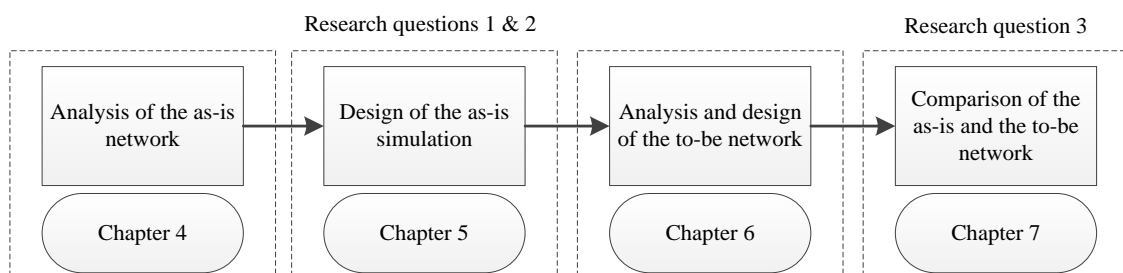 Research questions 1 & 2
Research question 3
Analysis of the as-is
network
Design of the as-is
simulation
Analysis and design
of the to-be network
Comparison of the
as-is and the to-be
network
Chapter 4
Chapter 5
Chapter 6
Chapter 7